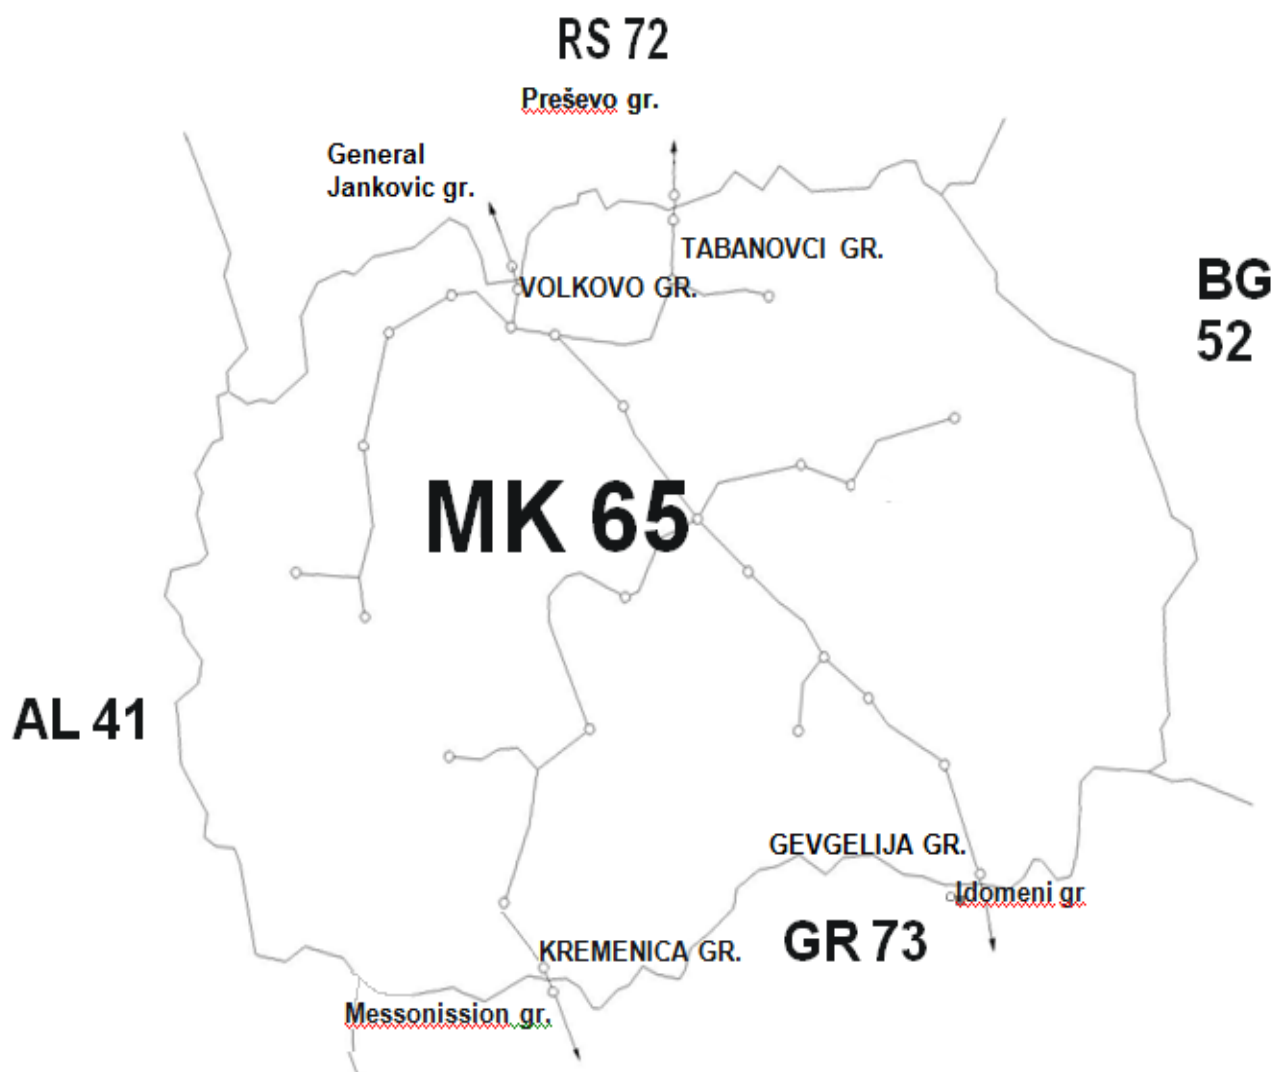 RS 72
Preševo gr.
General
Jankovic gr.
TABANOVCI GR.
VOLKOVO GR.
BG
52
MK 65
AL 41
GEVGELIJA GR.
Idomeni gr
GR 73
KREMENICA GR.
Messonission gr.